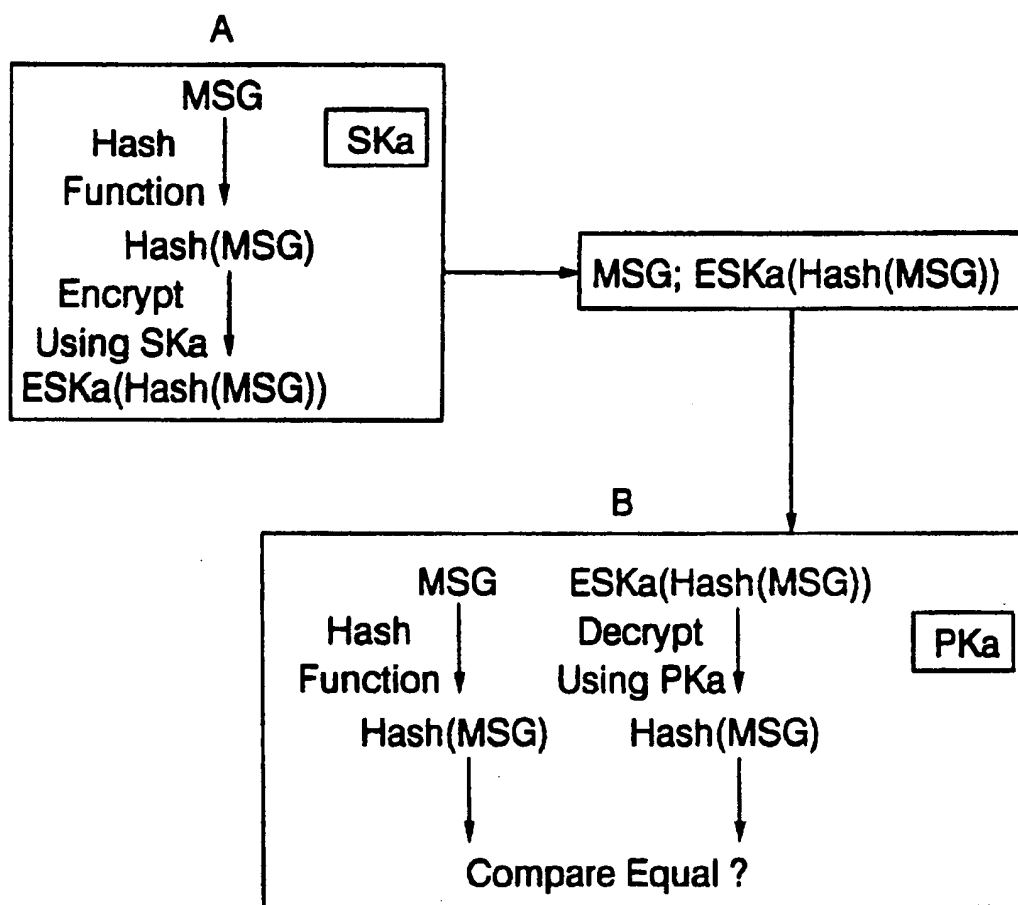 A
MSG
SKa
Hash
Function
Hash(MSG)
Encrypt
Using SKa
ESKa(Hash(MSG))
MSG; ESKa(Hash(MSG))
B
MSG
ESKa(Hash(MSG))
Hash
Function
Decrypt
Using PKa
PKa
Hash(MSG)
Hash(MSG)
Compare Equal ?